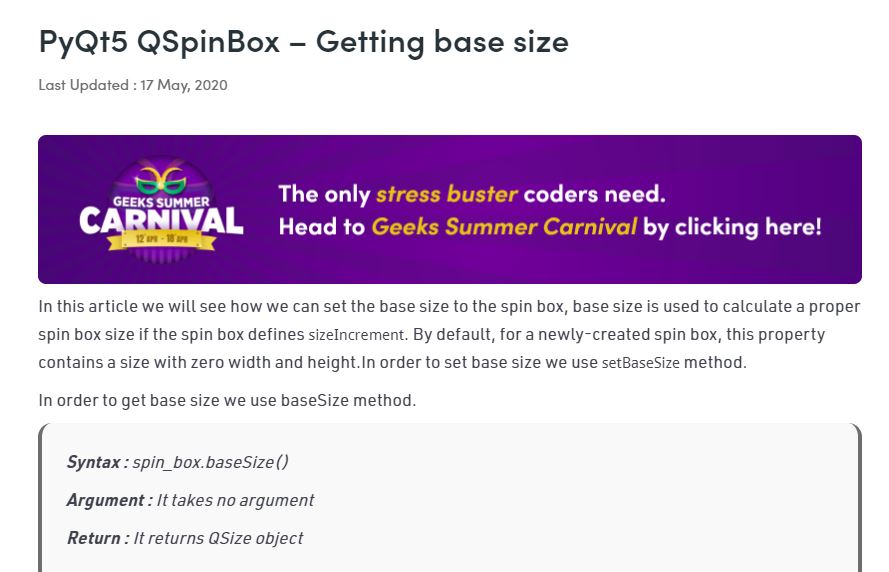 PyQt5 QSpinBox – Getting base size
Last Updated : 17 May, 2020
GEEKS SUMMER
CARNIVAL
12 APR - 18 APR
The only stress buster coders need.
Head to Geeks Summer Carnival by clicking here!
In this article we will see how we can set the base size to the spin box, base size is used to calculate a proper
spin box size if the spin box defines sizeIncrement. By default, for a newly-created spin box, this property
contains a size with zero width and height.In order to set base size we use setBaseSize method.
In order to get base size we use baseSize method.
Syntax : spin_box.baseSize()
Argument : It takes no argument
Return : It returns QSize object